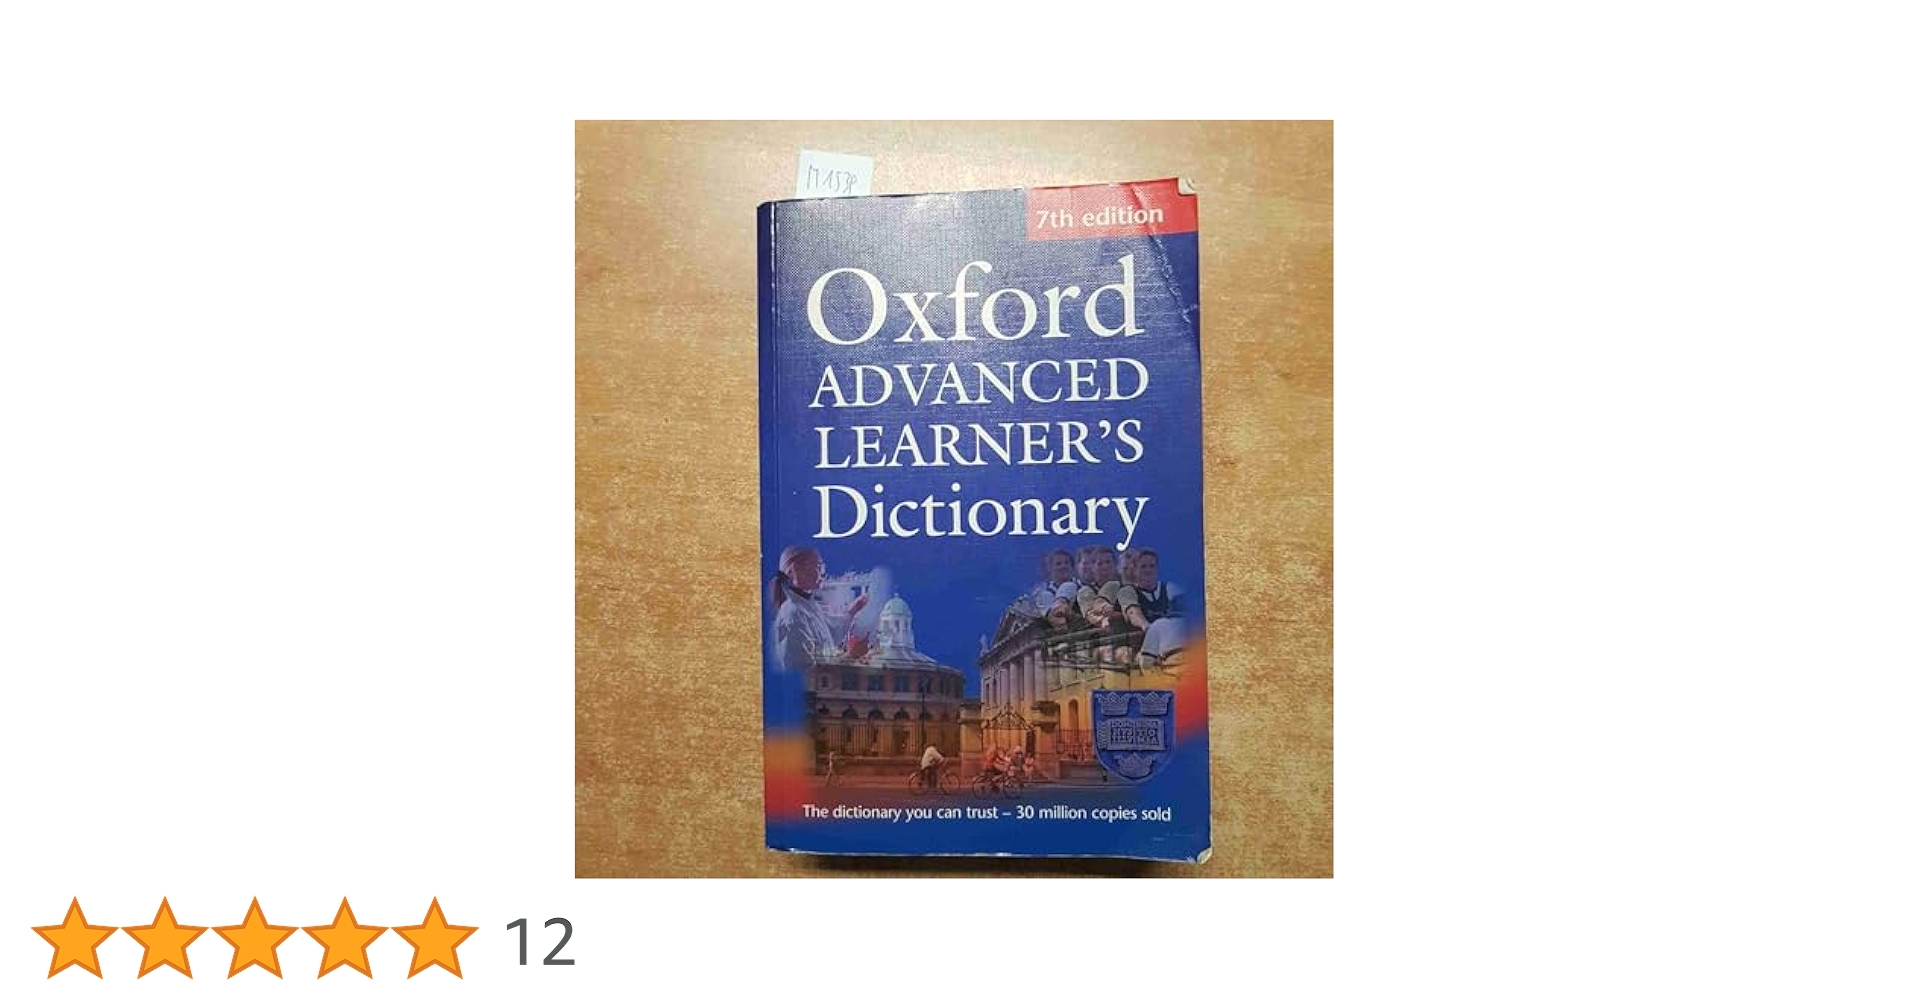 7th edition
Oxford
ADVANCED
LEARNER'S
Dictionary
The dictionary you can trust – 30 million copies sold
12